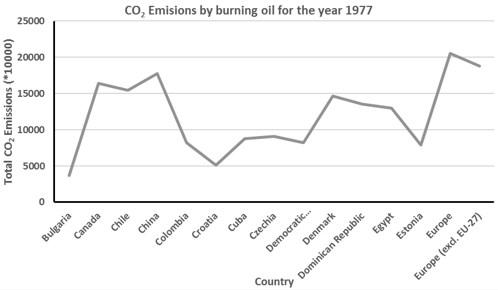 CO₂ Emisions by burning oil for the year 1977
Total CO₂ Emissions (*10000)
25000
20000
15000
10000
5000
0
Bulgaria
Canada
Chile
China
Colombia
Croatia
Cuba
Czechia
Democratic...
Denmark
Dominican Republic
Egypt
Estonia
Europe
Europe (excl. EU-27)
Country